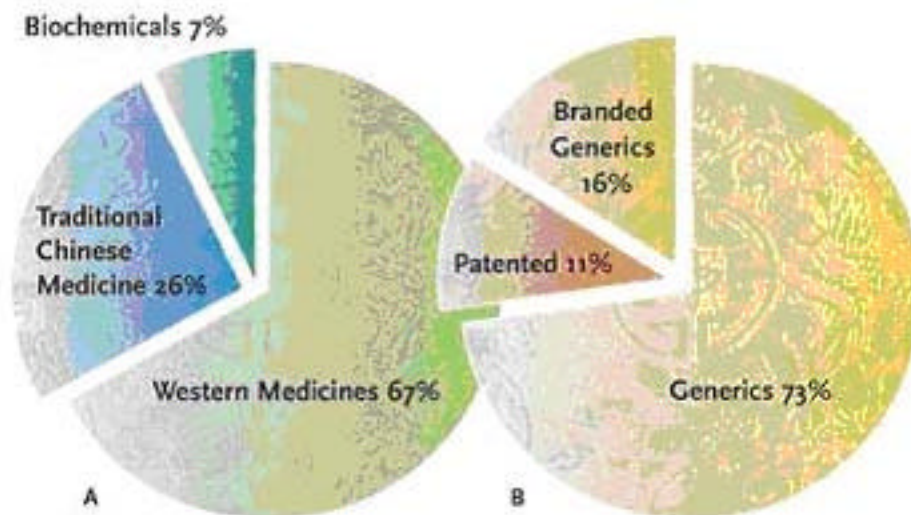 Biochemicals 7%
Traditional
Chinese
Medicine 26%
Western Medicines 67%
A
Branded
Generics
16%
Patented 11%
Generics 73%
B